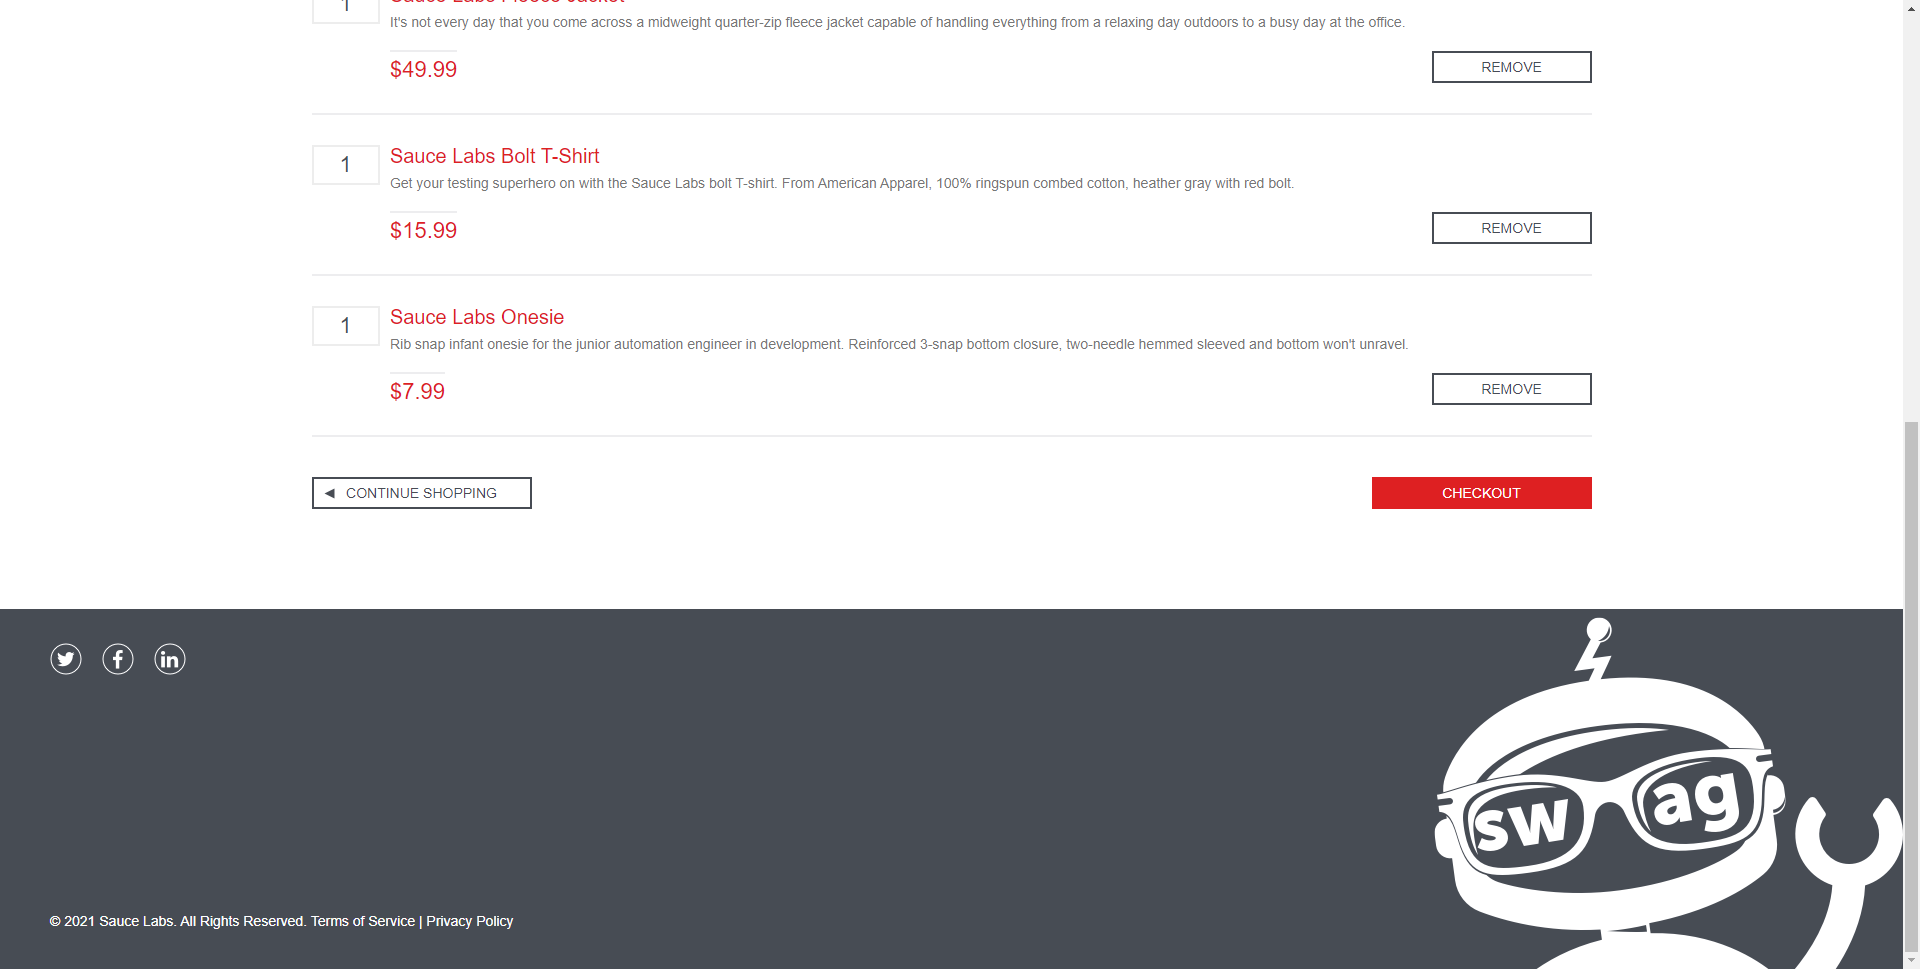 1
Sauce Labs Fleece Jacket
It's not every day that you come across a midweight quarter-zip fleece jacket capable of handling everything from a relaxing day outdoors to a busy day at the office.
$49.99
REMOVE
1
Sauce Labs Bolt T-Shirt
Get your testing superhero on with the Sauce Labs bolt T-shirt. From American Apparel, 100% ringspun combed cotton, heather gray with red bolt.
$15.99
REMOVE
1
Sauce Labs Onesie
Rib snap infant onesie for the junior automation engineer in development. Reinforced 3-snap bottom closure, two-needle hemmed sleeved and bottom won't unravel.
$7.99
REMOVE
CONTINUE SHOPPING
CHECKOUT
sw ag
© 2021 Sauce Labs. All Rights Reserved. Terms of Service | Privacy Policy